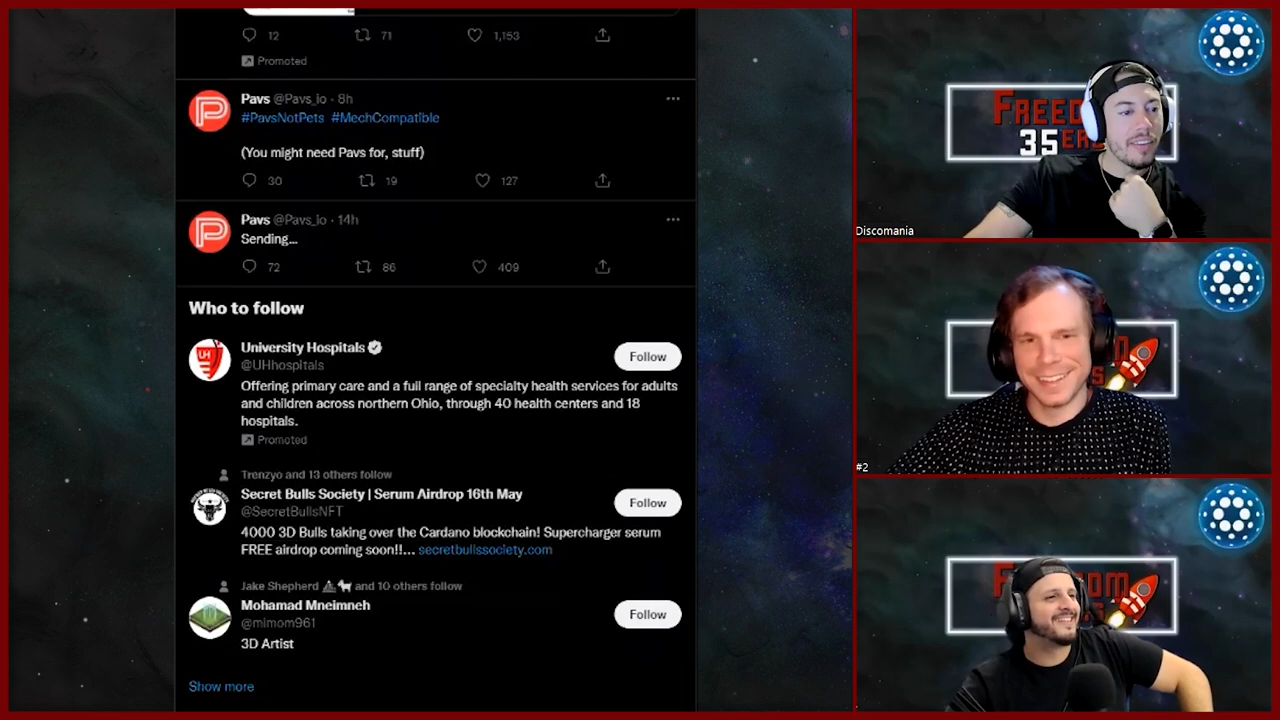 12 71 1,153
Promoted
Pavs @Pavs_io · 8h
#PavsNotPets #MechCompatible
(You might need Pavs for, stuff)
30 19 127
Pavs @Pavs_io · 14h
Sending...
72 86 409
Who to follow
University Hospitals
@UHhospitals
Follow
Offering primary care and a full range of specialty health services for adults
and children across northern Ohio, through 40 health centers and 18
hospitals.
Promoted
Trenzyo and 13 others follow
Secret Bulls Society | Serum Airdrop 16th May
@SecretBullsNFT
Follow
4000 3D Bulls taking over the Cardano blockchain! Supercharger serum
FREE airdrop coming soon!!... secretbullssociety.com
Jake Shepherd and 10 others follow
Mohamad Mneimneh
@mimom961
Follow
3D Artist
Show more
35
Discomania
#2